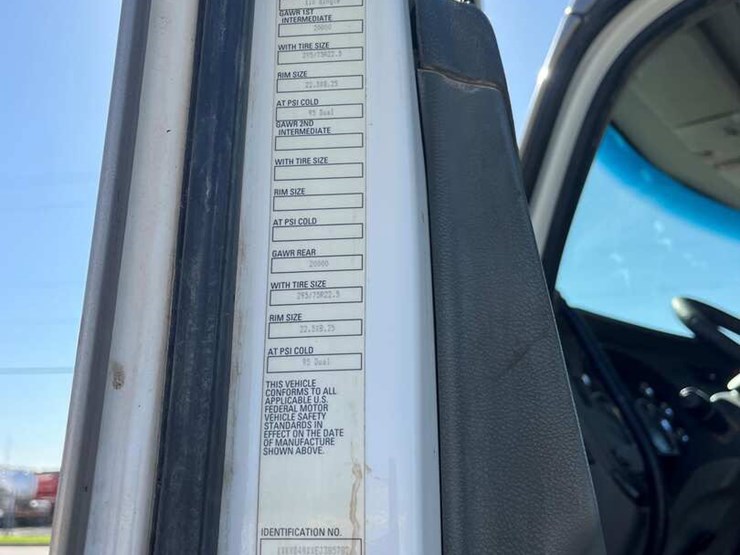 GAWR 1ST
INTERMEDIATE
20000
WITH TIRE SIZE
295/75R22.5
RIM SIZE
22.5X8.25
AT PSI COLD
95 Dual
GAWR 2ND
INTERMEDIATE
WITH TIRE SIZE
RIM SIZE
AT PSI COLD
GAWR REAR
20000
WITH TIRE SIZE
295/75R22.5
RIM SIZE
22.5X8.25
AT PSI COLD
95 Dual
THIS VEHICLE
CONFORMS TO ALL
APPLICABLE U.S.
FEDERAL MOTOR
VEHICLE SAFETY
STANDARDS IN
EFFECT ON THE DATE
OF MANUFACTURE
SHOWN ABOVE.
IDENTIFICATION NO.